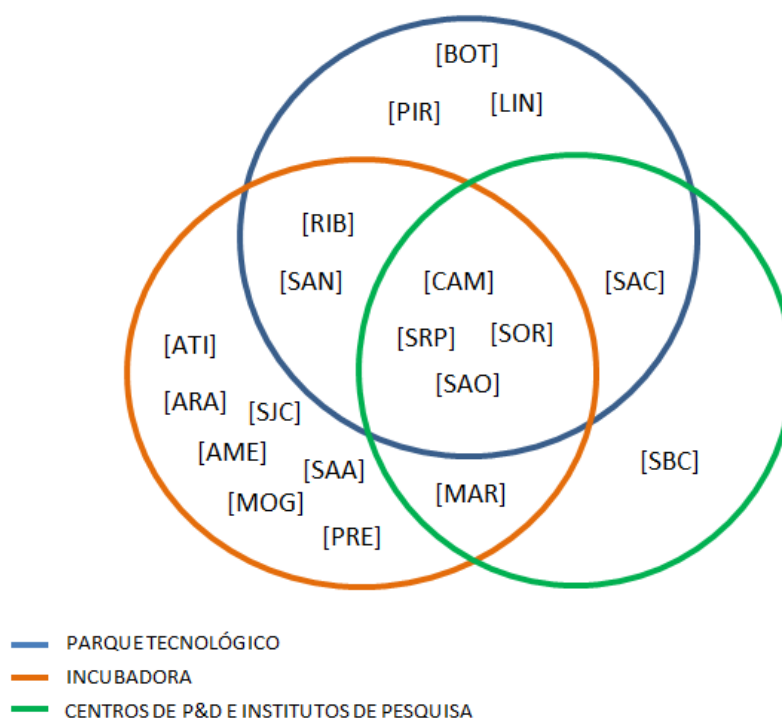 [BOT]
[PIR] [LIN]
[RIB]
[SAN] [CAM] [SAC]
[ATI] [SRP] [SOR]
[ARA] [SJC] [SAO]
[AME] [SAA] [SBC]
[MOG] [MAR]
[PRE]
PARQUE TECNOLÓGICO
INCUBADORA
CENTROS DE P&D E INSTITUTOS DE PESQUISA